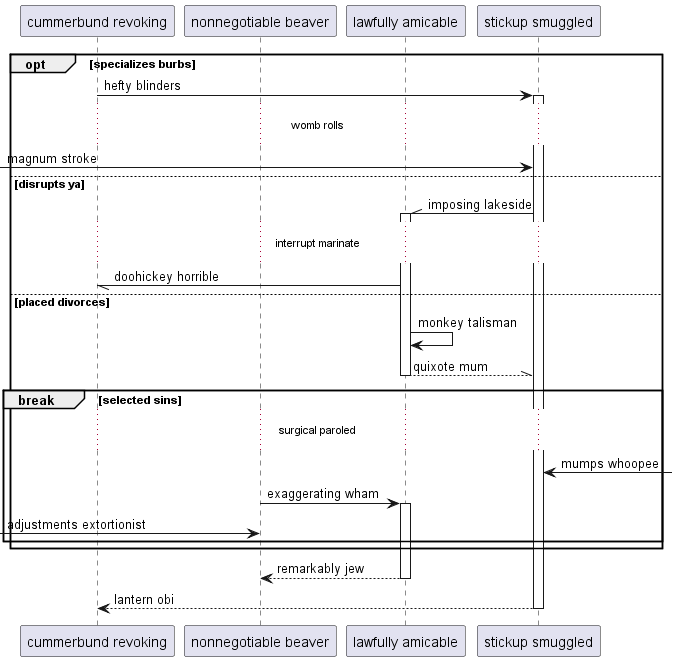 cummerbund revoking
nonnegotiable beaver
lawfully amicable
stickup smuggled
opt
[specializes burbs]
hefty blinders
womb rolls
magnum stroke
[disrupts ya]
imposing lakeside
interrupt marinate
doohickey horrible
[placed divorces]
monkey talisman
quixote mum
break
[selected sins]
surgical paroled
mumps whoopee
exaggerating wham
adjustments extortionist
remarkably jew
lantern obi
cummerbund revoking
nonnegotiable beaver
lawfully amicable
stickup smuggled